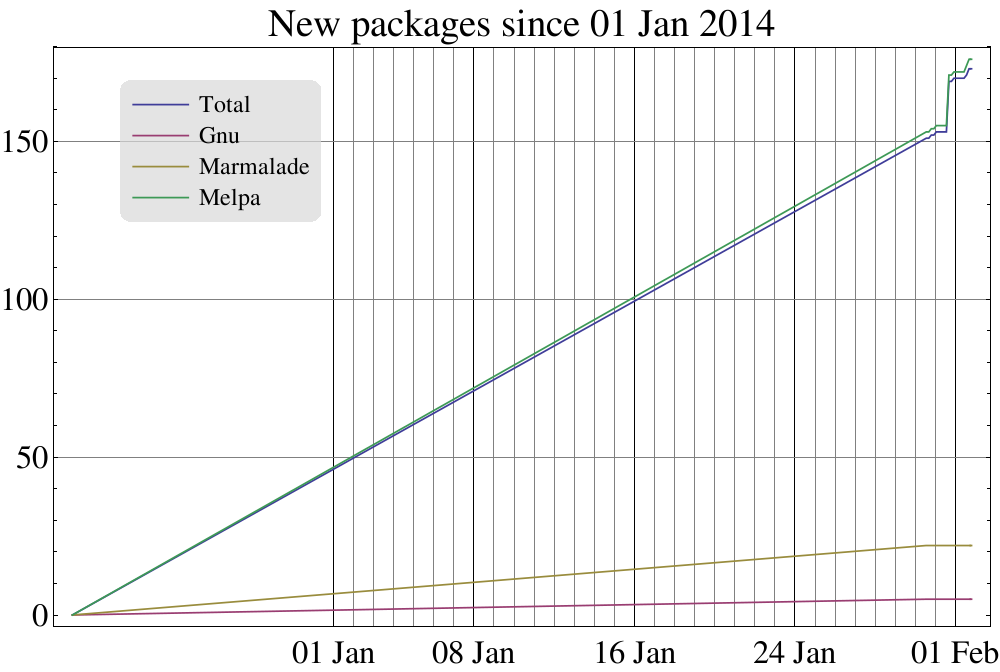 New packages since 01 Jan 2014
Total
Gnu
Marmalade
Melpa
150
100
50
0
01 Jan 08 Jan 16 Jan 24 Jan 01 Feb